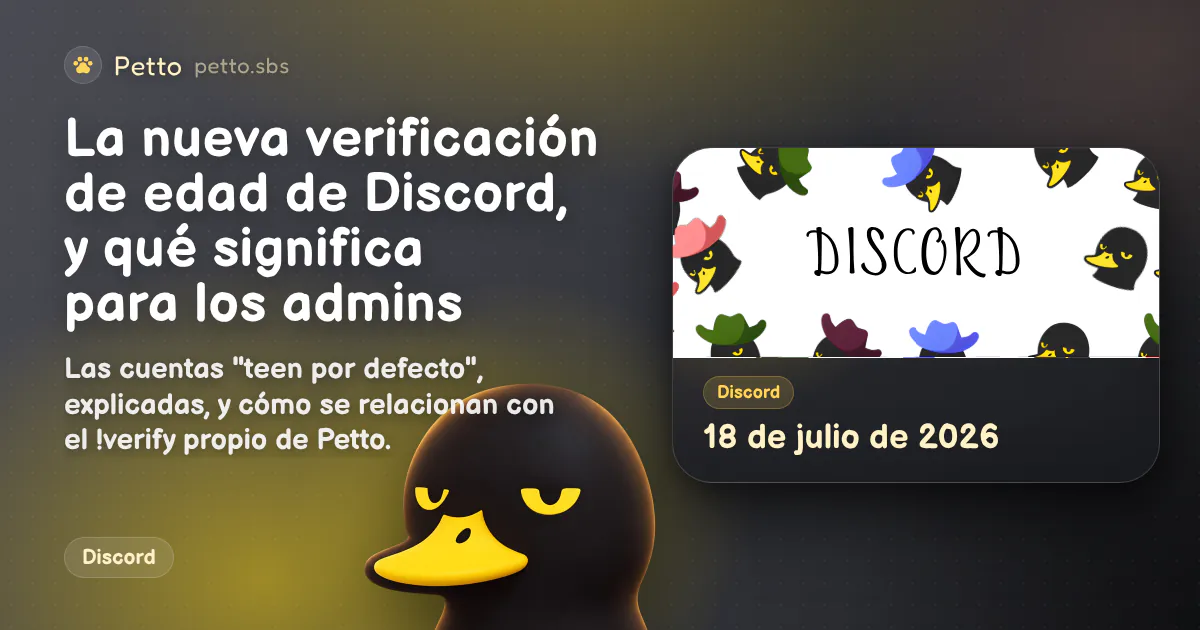 Petto petto.sbs
La nueva verificación
de edad de Discord,
y qué significa
para los admins
Las cuentas "teen por defecto",
explicadas, y cómo se relacionan con
el !verify propio de Petto.
Discord
DISCORD
Discord
18 de julio de 2026